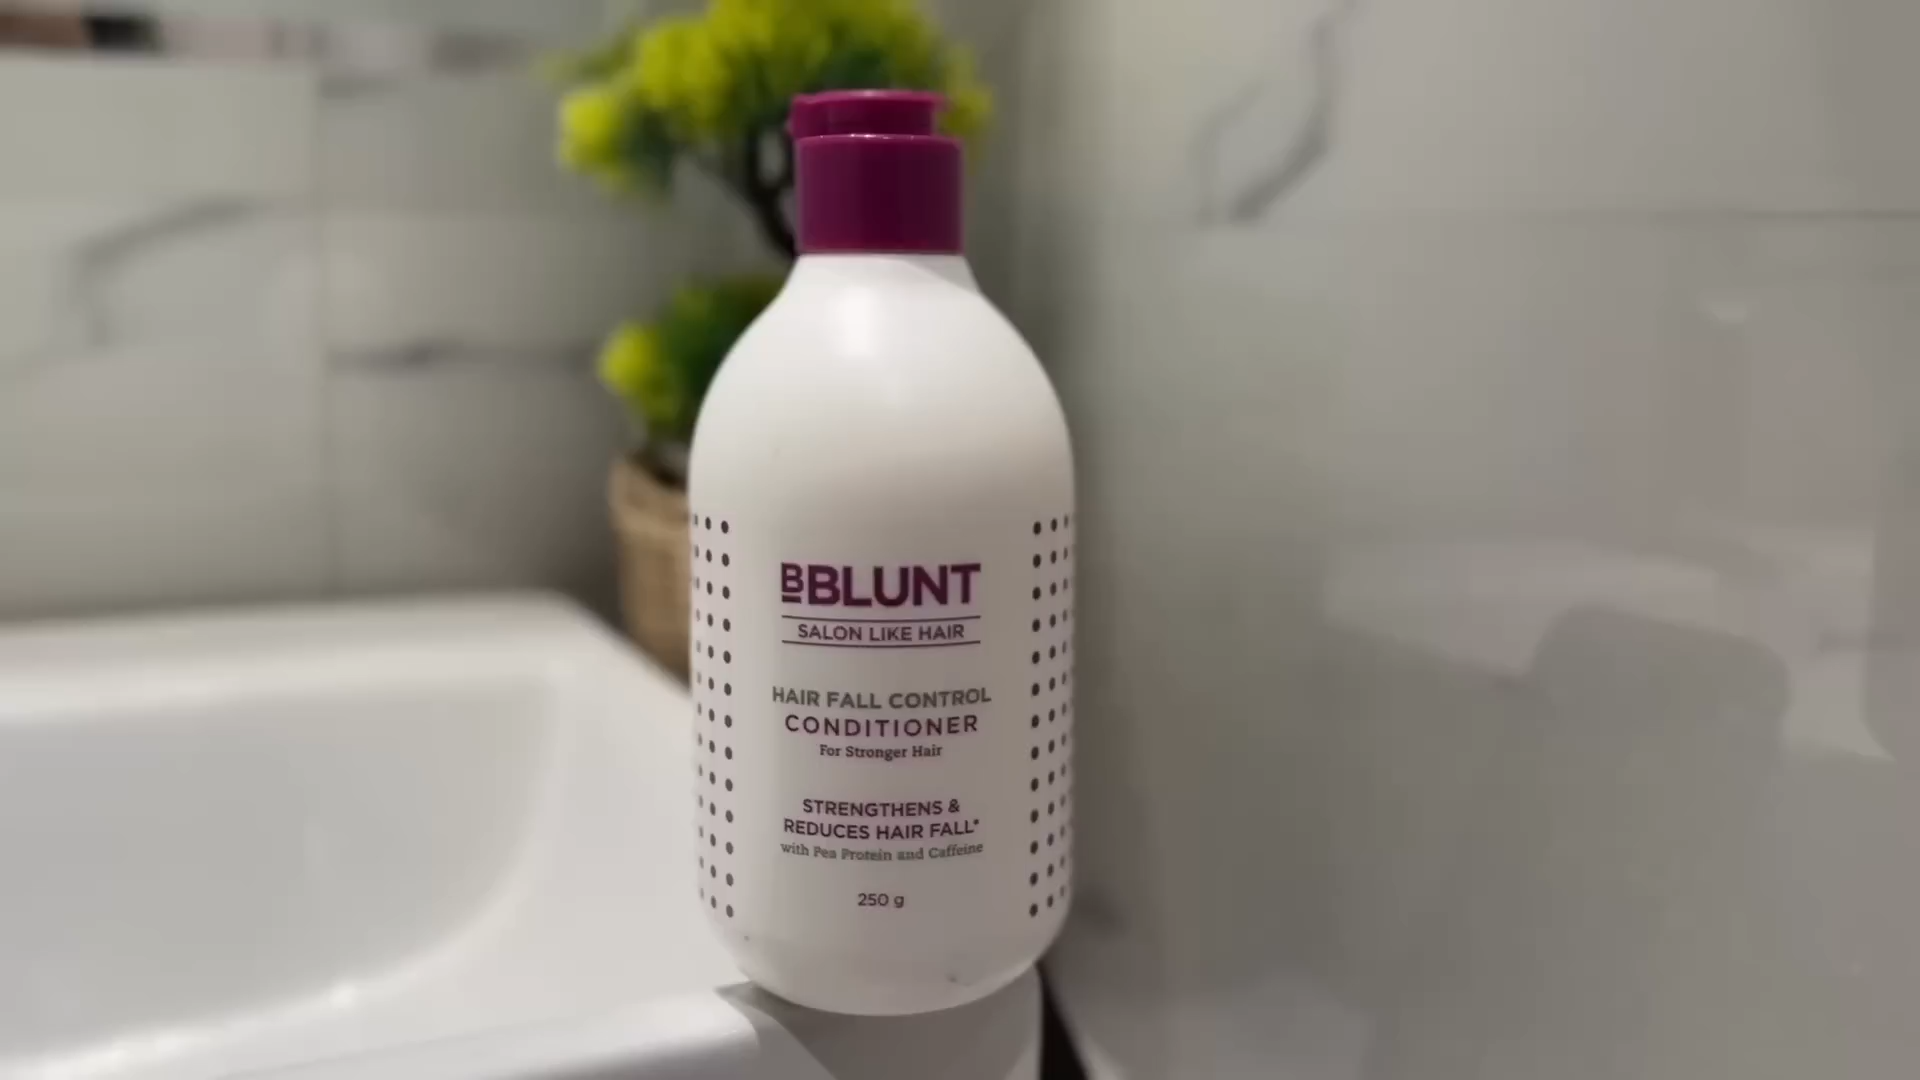 BBLUNT
SALON LIKE HAIR
HAIR FALL CONTROL
CONDITIONER
For Stronger Hair
STRENGTHENS &
REDUCES HAIR FALL*
with Pea Protein and Caffeine
250 g